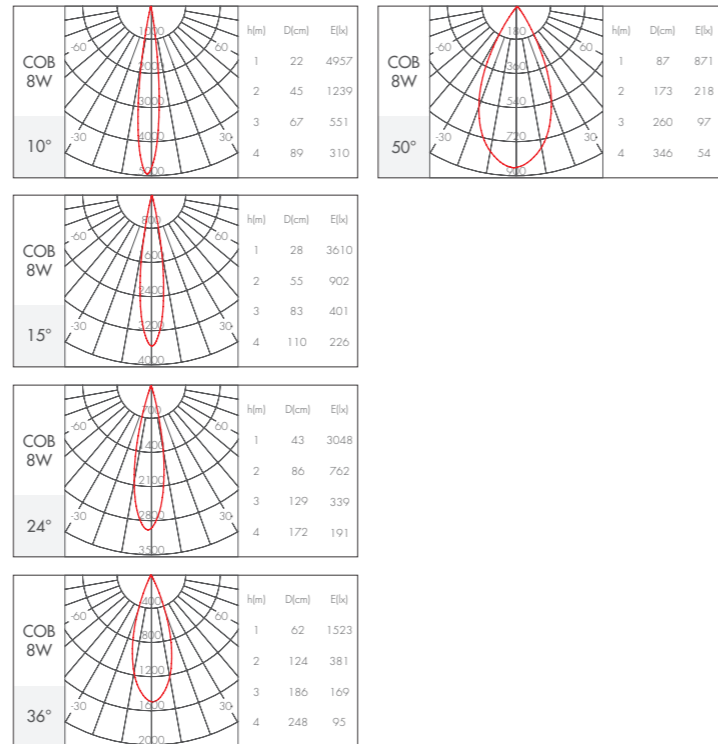 COB
8W
10°
1000
2000
3000
4000
5000
-60
60
-30
30
h(m) D(cm) E(lx)
1 22 4957
2 45 1239
3 67 551
4 89 310
COB
8W
50°
180
360
540
720
900
-60
60
-30
30
h(m) D(cm) E(lx)
1 87 871
2 173 218
3 260 97
4 346 54
COB
8W
15°
800
1600
2400
3200
4000
-60
60
-30
30
h(m) D(cm) E(lx)
1 28 3610
2 55 902
3 83 401
4 110 226
COB
8W
24°
700
1400
2100
2800
3500
-60
60
-30
30
h(m) D(cm) E(lx)
1 43 3048
2 86 762
3 129 339
4 172 191
COB
8W
36°
400
800
1200
1600
2000
-60
60
-30
30
h(m) D(cm) E(lx)
1 62 1523
2 124 381
3 186 169
4 248 95